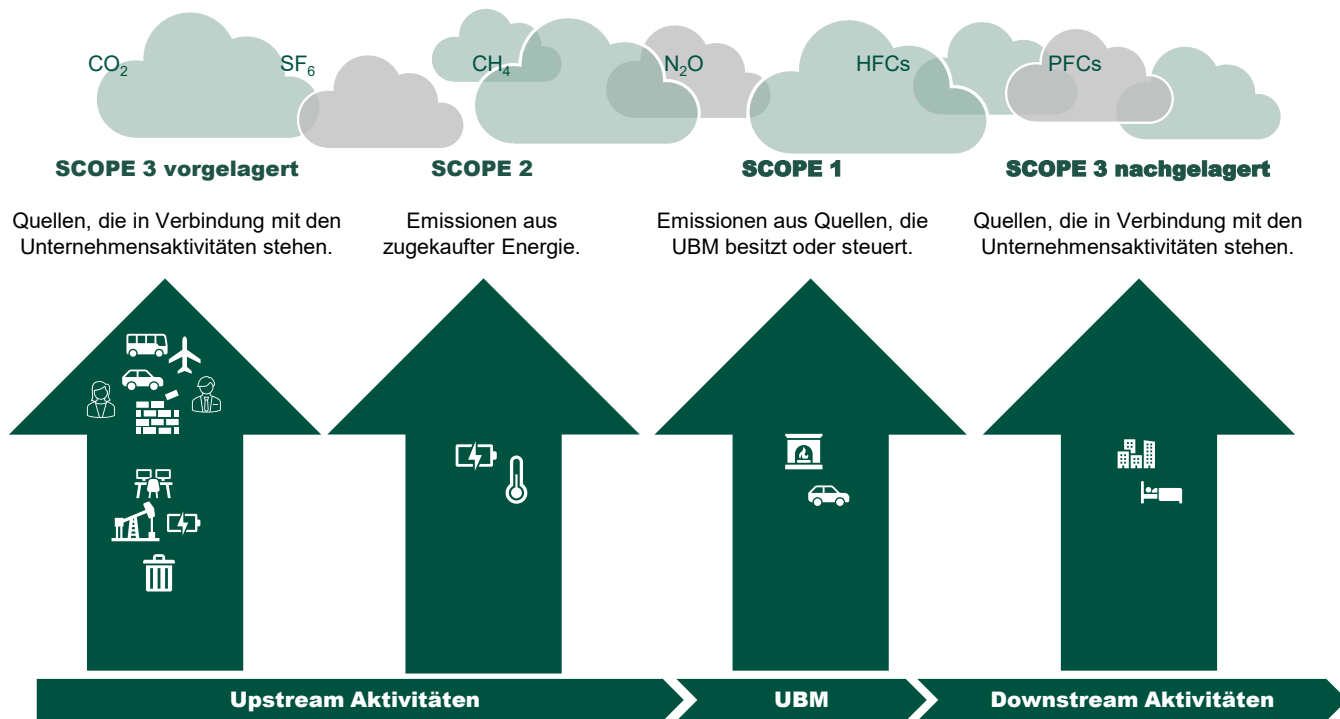 CO₂
SF₆
CH₄
N₂O
HFCs
PFCs
SCOPE 3 vorgelagert
Quellen, die in Verbindung mit den
Unternehmensaktivitäten stehen.
SCOPE 2
Emissionen aus
zugekaufter Energie.
SCOPE 1
Emissionen aus Quellen, die
UBM besitzt oder steuert.
SCOPE 3 nachgelagert
Quellen, die in Verbindung mit den
Unternehmensaktivitäten stehen.
Upstream Aktivitäten
UBM
Downstream Aktivitäten